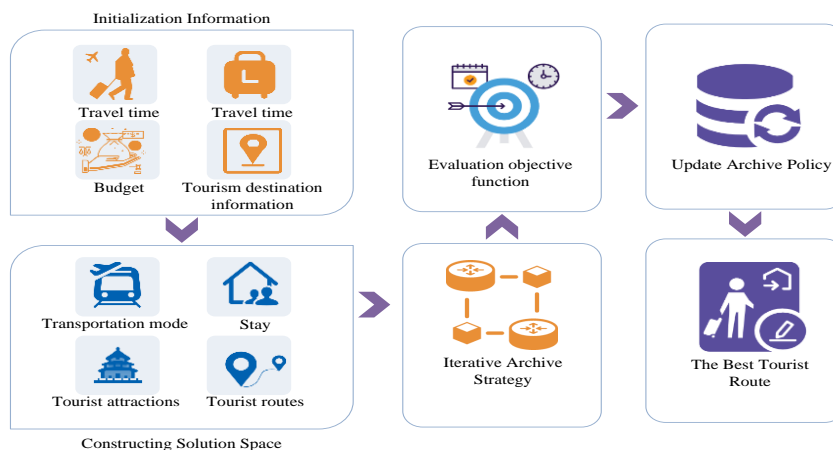 Initialization Information
Travel time
Travel time
Budget
Tourism destination
information
Transportation mode
Stay
Tourist attractions
Tourist routes
Constructing Solution Space
Evaluation objective
function
Iterative Archive
Strategy
Update Archive Policy
The Best Tourist
Route